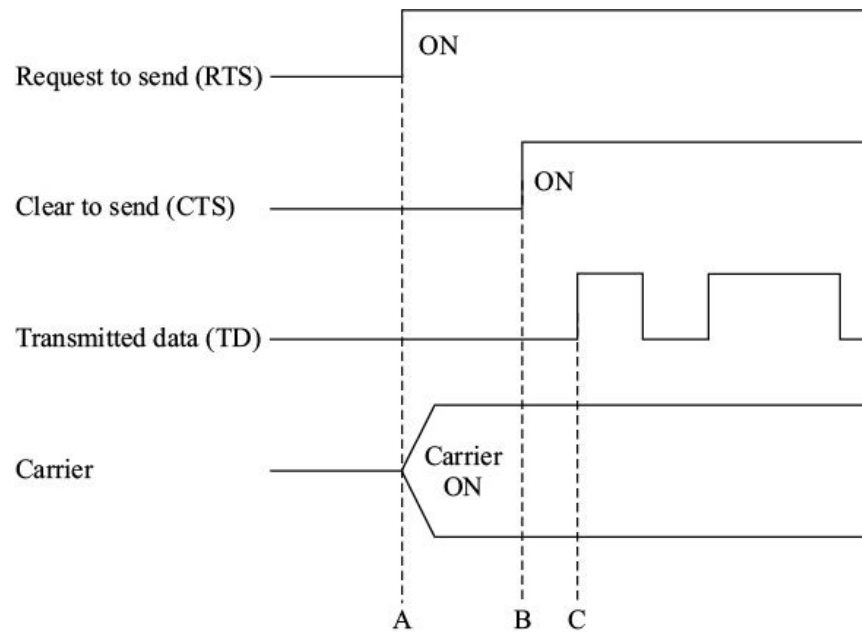 ON
Request to send (RTS)
ON
Clear to send (CTS)
Transmitted data (TD)
Carrier
Carrier
ON
A B C